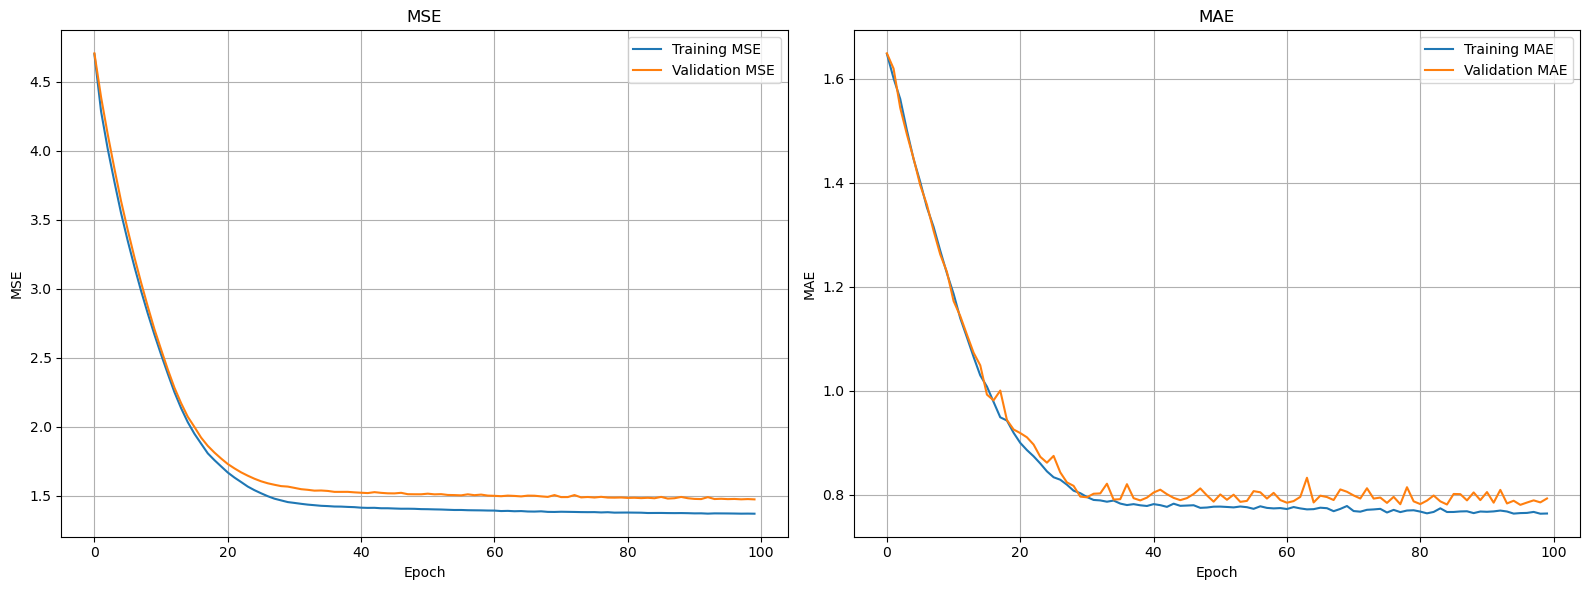 MSE
Training MSE
Validation MSE
MSE
4.5
4.0
3.5
3.0
2.5
2.0
1.5
0 20 40 60 80 100
Epoch
MAE
Training MAE
Validation MAE
MAE
1.6
1.4
1.2
1.0
0.8
0 20 40 60 80 100
Epoch